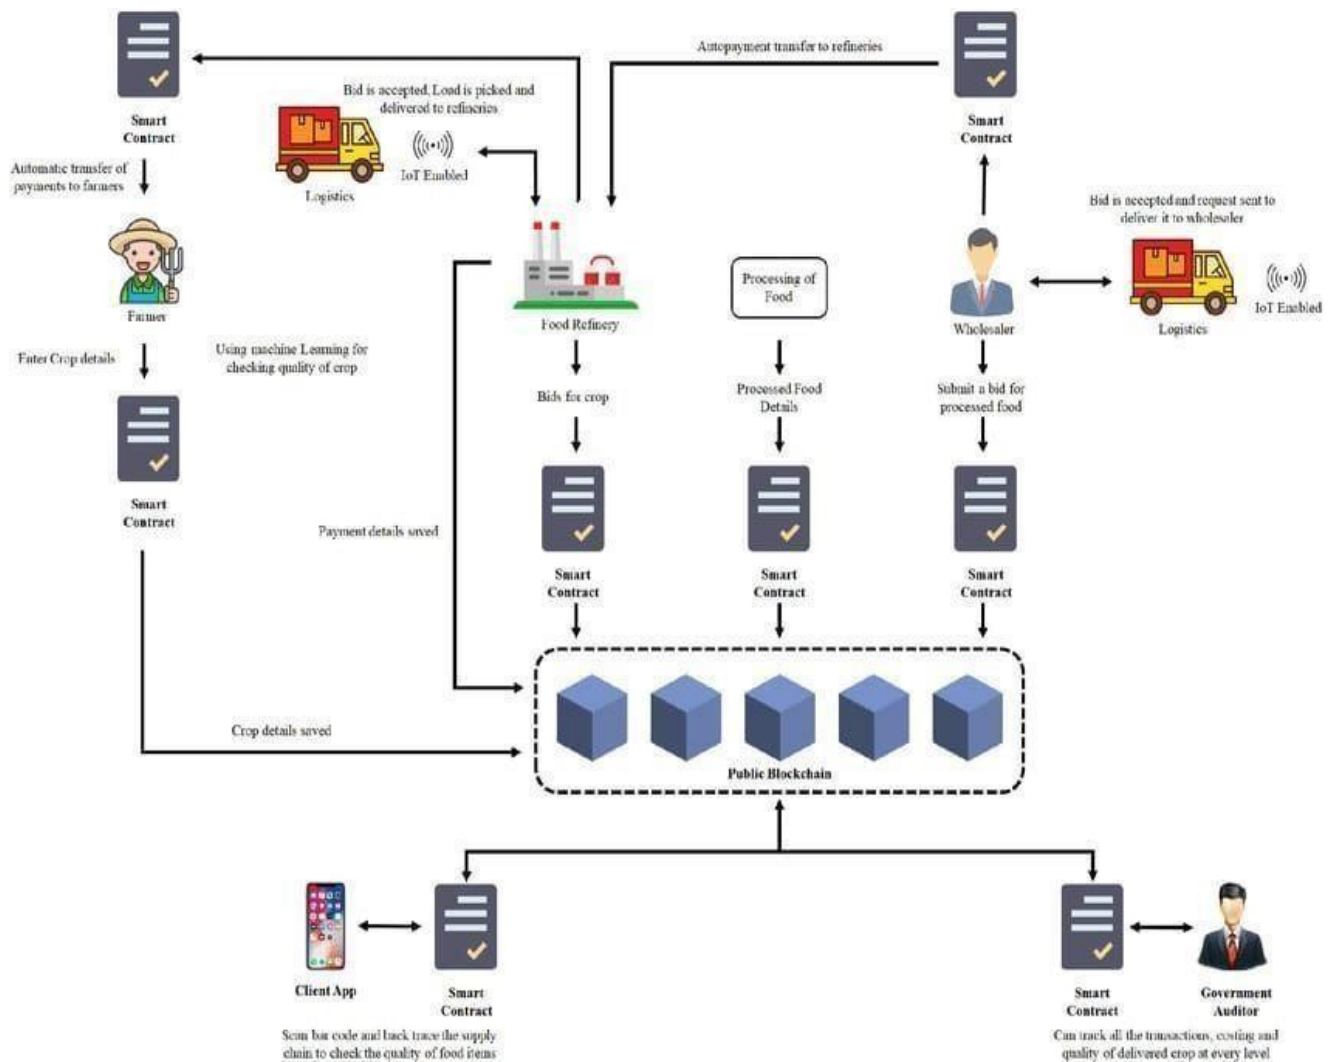 Autopayment transfer to refineries
Bid is accepted, Load is picked and
delivered to refineries
Smart
Contract
Smart
Contract
IoT Enabled
Logistics
Automatic transfer of
payments to farmers
Bid is accepted and request sent to
deliver it to wholesaler
Processing of
Food
IoT Enabled
Farmer
Food Refinery
Wholesaler
Logistics
Enter Crop details
Using machine Learning for
checking quality of crop
Bids for crop
Processed Food
Details
Submit a bid for
processed food
Smart
Contract
Payment details saved
Smart
Contract
Smart
Contract
Smart
Contract
Crop details saved
Public Blockchain
Client App
Smart
Contract
Smart
Contract
Government
Auditor
Scan bar code and back trace the supply
chain to check the quality of food items
Can track all the transactions, costing and
quality of delivered crop at every level